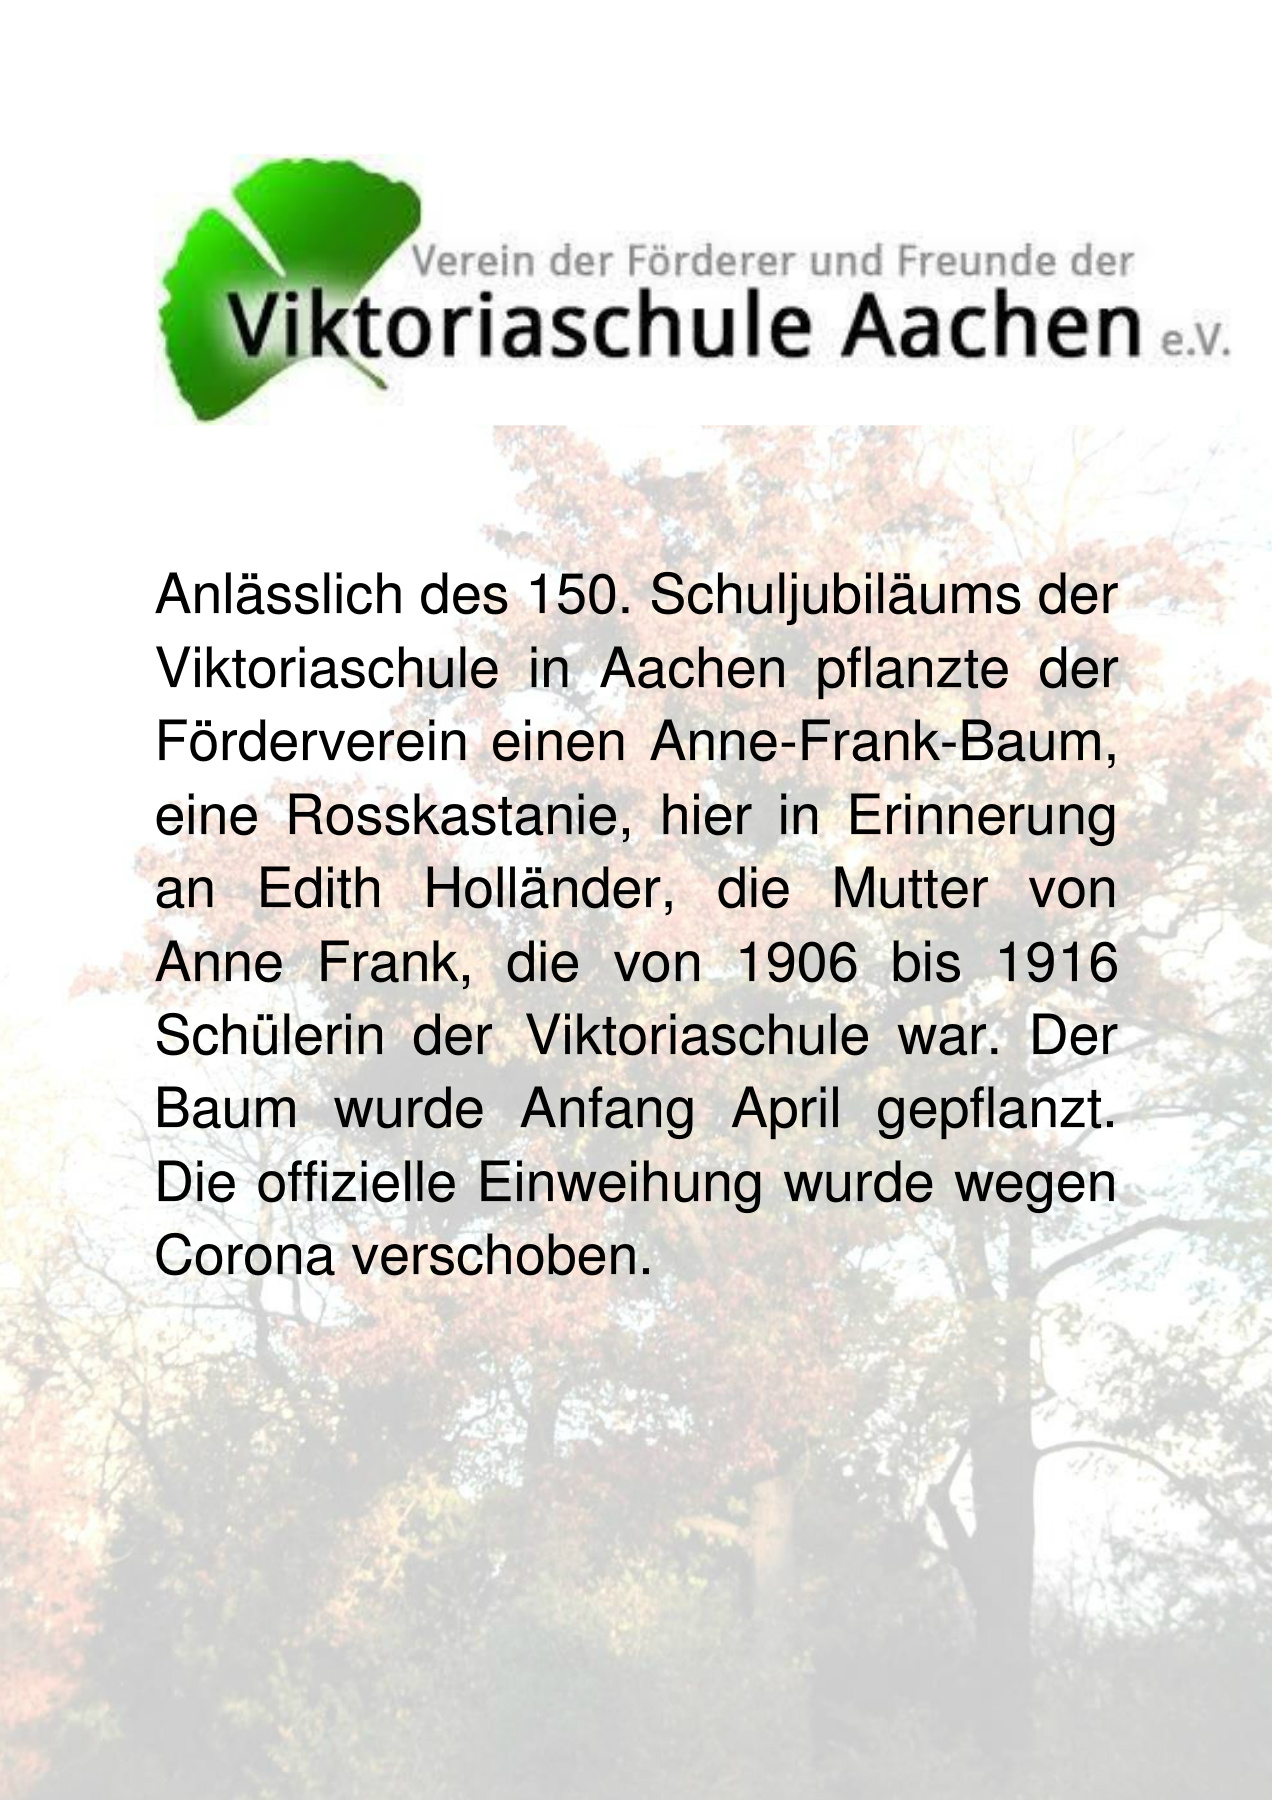 Verein der Förderer und Freunde der
Viktoriaschule Aachen e.V.
Anlässlich des 150. Schuljubiläums der
Viktoriaschule in Aachen pflanzte der
Förderverein einen Anne-Frank-Baum,
eine Rosskastanie, hier in Erinnerung
an Edith Holländer, die Mutter von
Anne Frank, die von 1906 bis 1916
Schülerin der Viktoriaschule war. Der
Baum wurde Anfang April gepflanzt.
Die offizielle Einweihung wurde wegen
Corona verschoben.